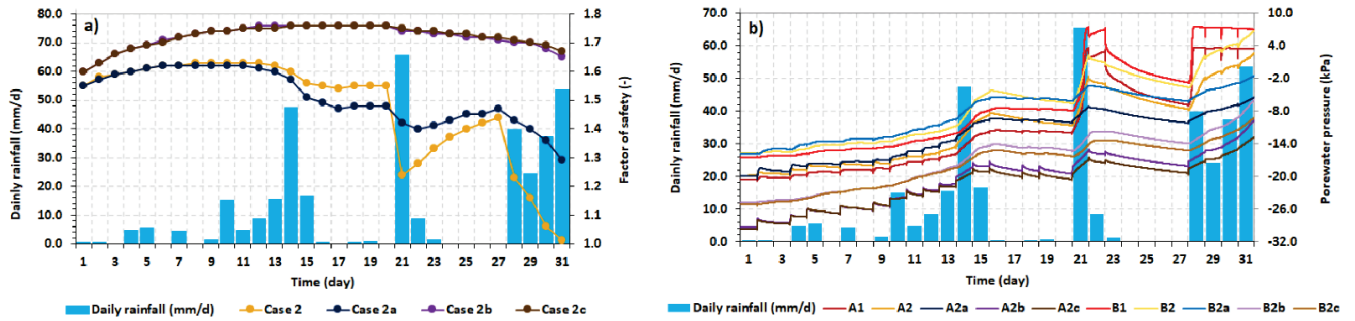 a)
80.0
70.0
60.0
50.0
40.0
30.0
20.0
10.0
0.0
Dainly rainfall (mm/d)
1.8
1.7
1.6
1.5
1.4
1.3
1.2
1.1
1.0
Factor of safety (-)
1 3 5 7 9 11 13 15 17 19 21 23 25 27 29 31
Time (day)
Daily rainfall (mm/d) Case 2 Case 2a Case 2b Case 2c
b)
70.0
60.0
50.0
40.0
30.0
20.0
10.0
0.0
Daily rainfall (mm/d)
10.0
4.0
-2.0
-8.0
-14.0
-20.0
-26.0
-32.0
Porewater pressure (kPa)
1 3 5 7 9 11 13 15 17 19 21 23 25 27 29 31
Time (day)
Daily rainfall (mm/d) A1 A2 A2a A2b A2c B1 B2 B2a B2b B2c